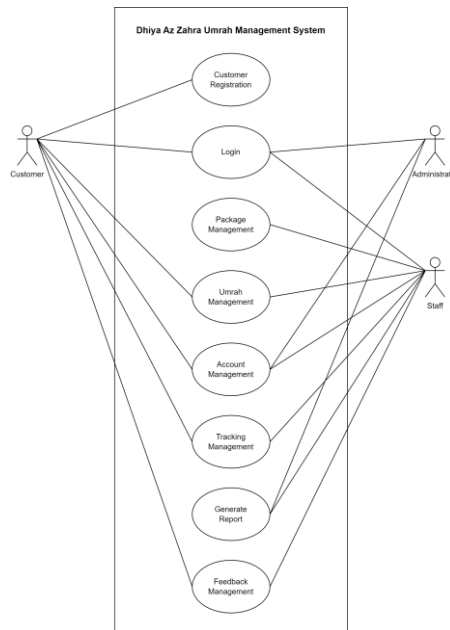 Dhiya Az Zahra Umrah Management System
Customer
Registration
Login
Customer
Administrat
Package
Management
Umrah
Management
Staff
Account
Management
Tracking
Management
Generate
Report
Feedback
Management